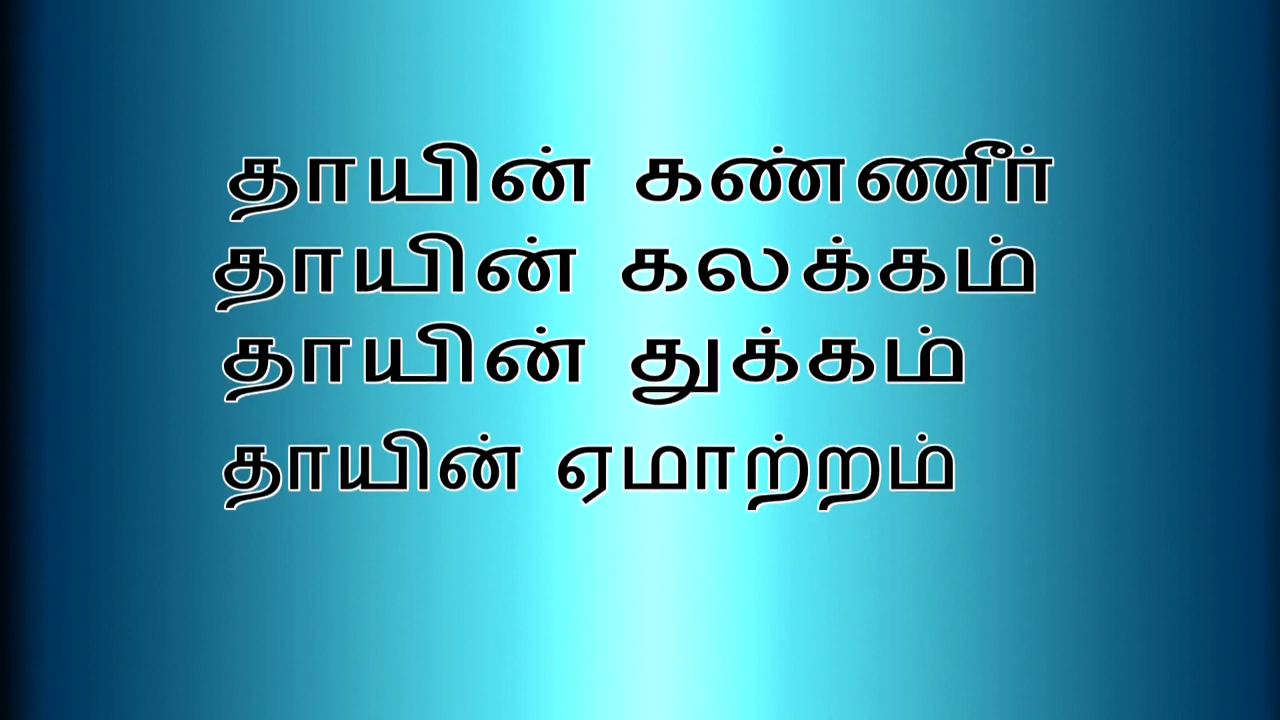 தாயின் கண்ணீர்
தாயின் கலக்கம்
தாயின் துக்கம்
தாயின் ஏமாற்றம்